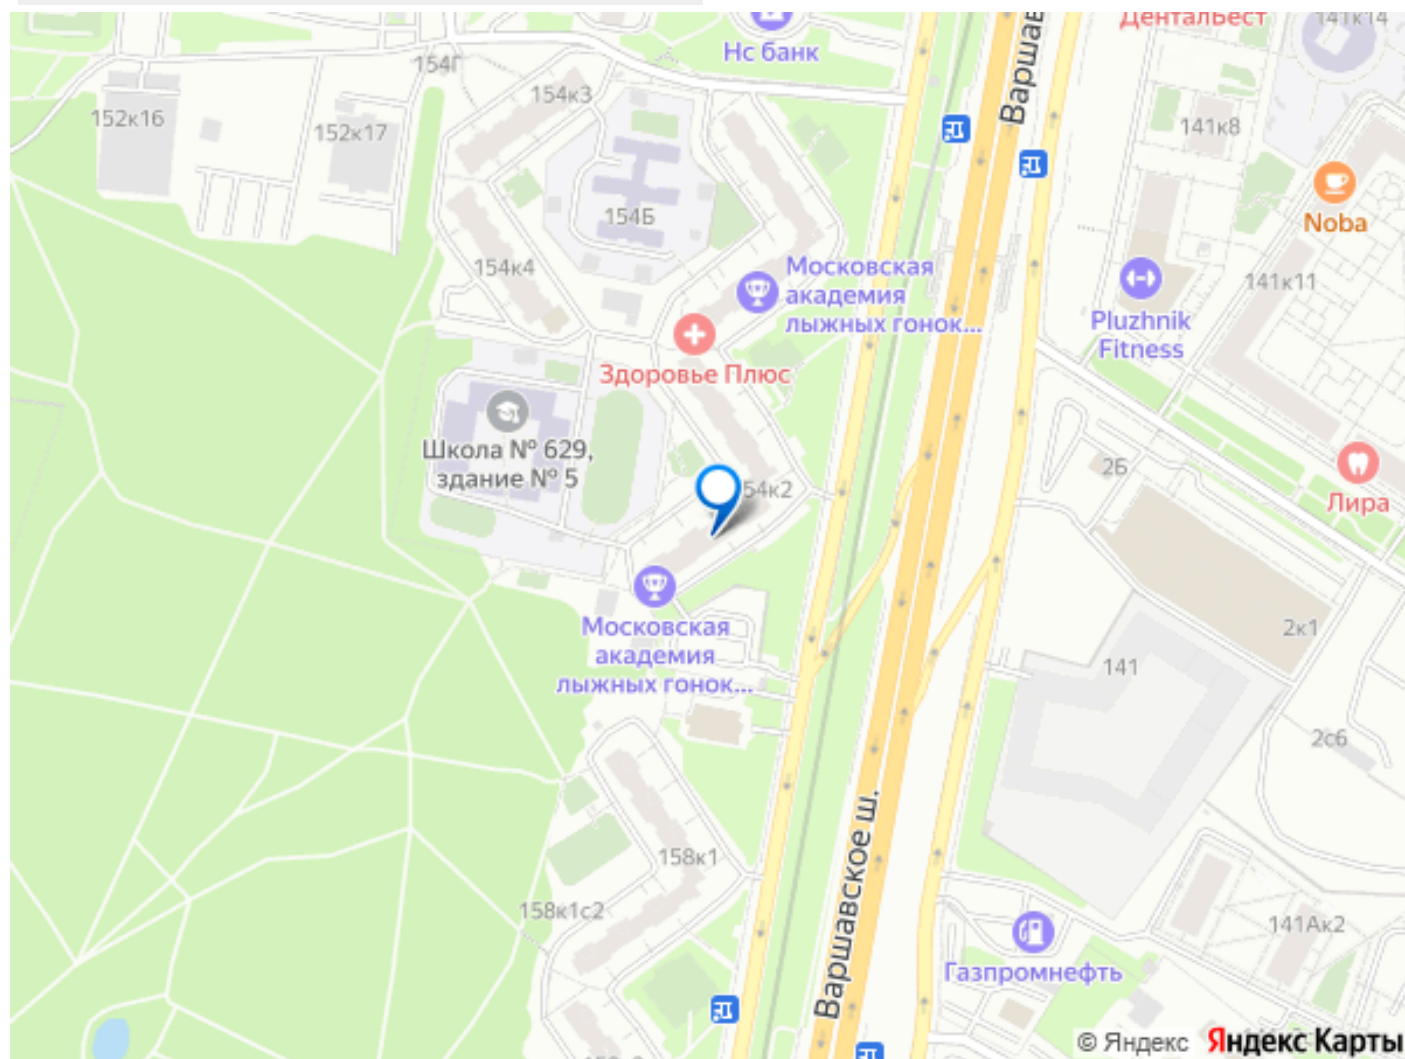 ДентальБест
141к14
Нс банк
Варшав
154Г
154к3
152к16
152к17
141к8
Noba
154Б
154к4
Московская
академия
лыжных гонок...
141к11
Pluzhnik
Fitness
Здоровье Плюс
Школа № 629,
здание № 5
2Б
54к2
Лира
Московская
академия
лыжных гонок...
2к1
141
2с6
158к1
Варшавское ш.
158к1с2
141Ак2
Газпромнефть
© Яндекс Яндекс Карты